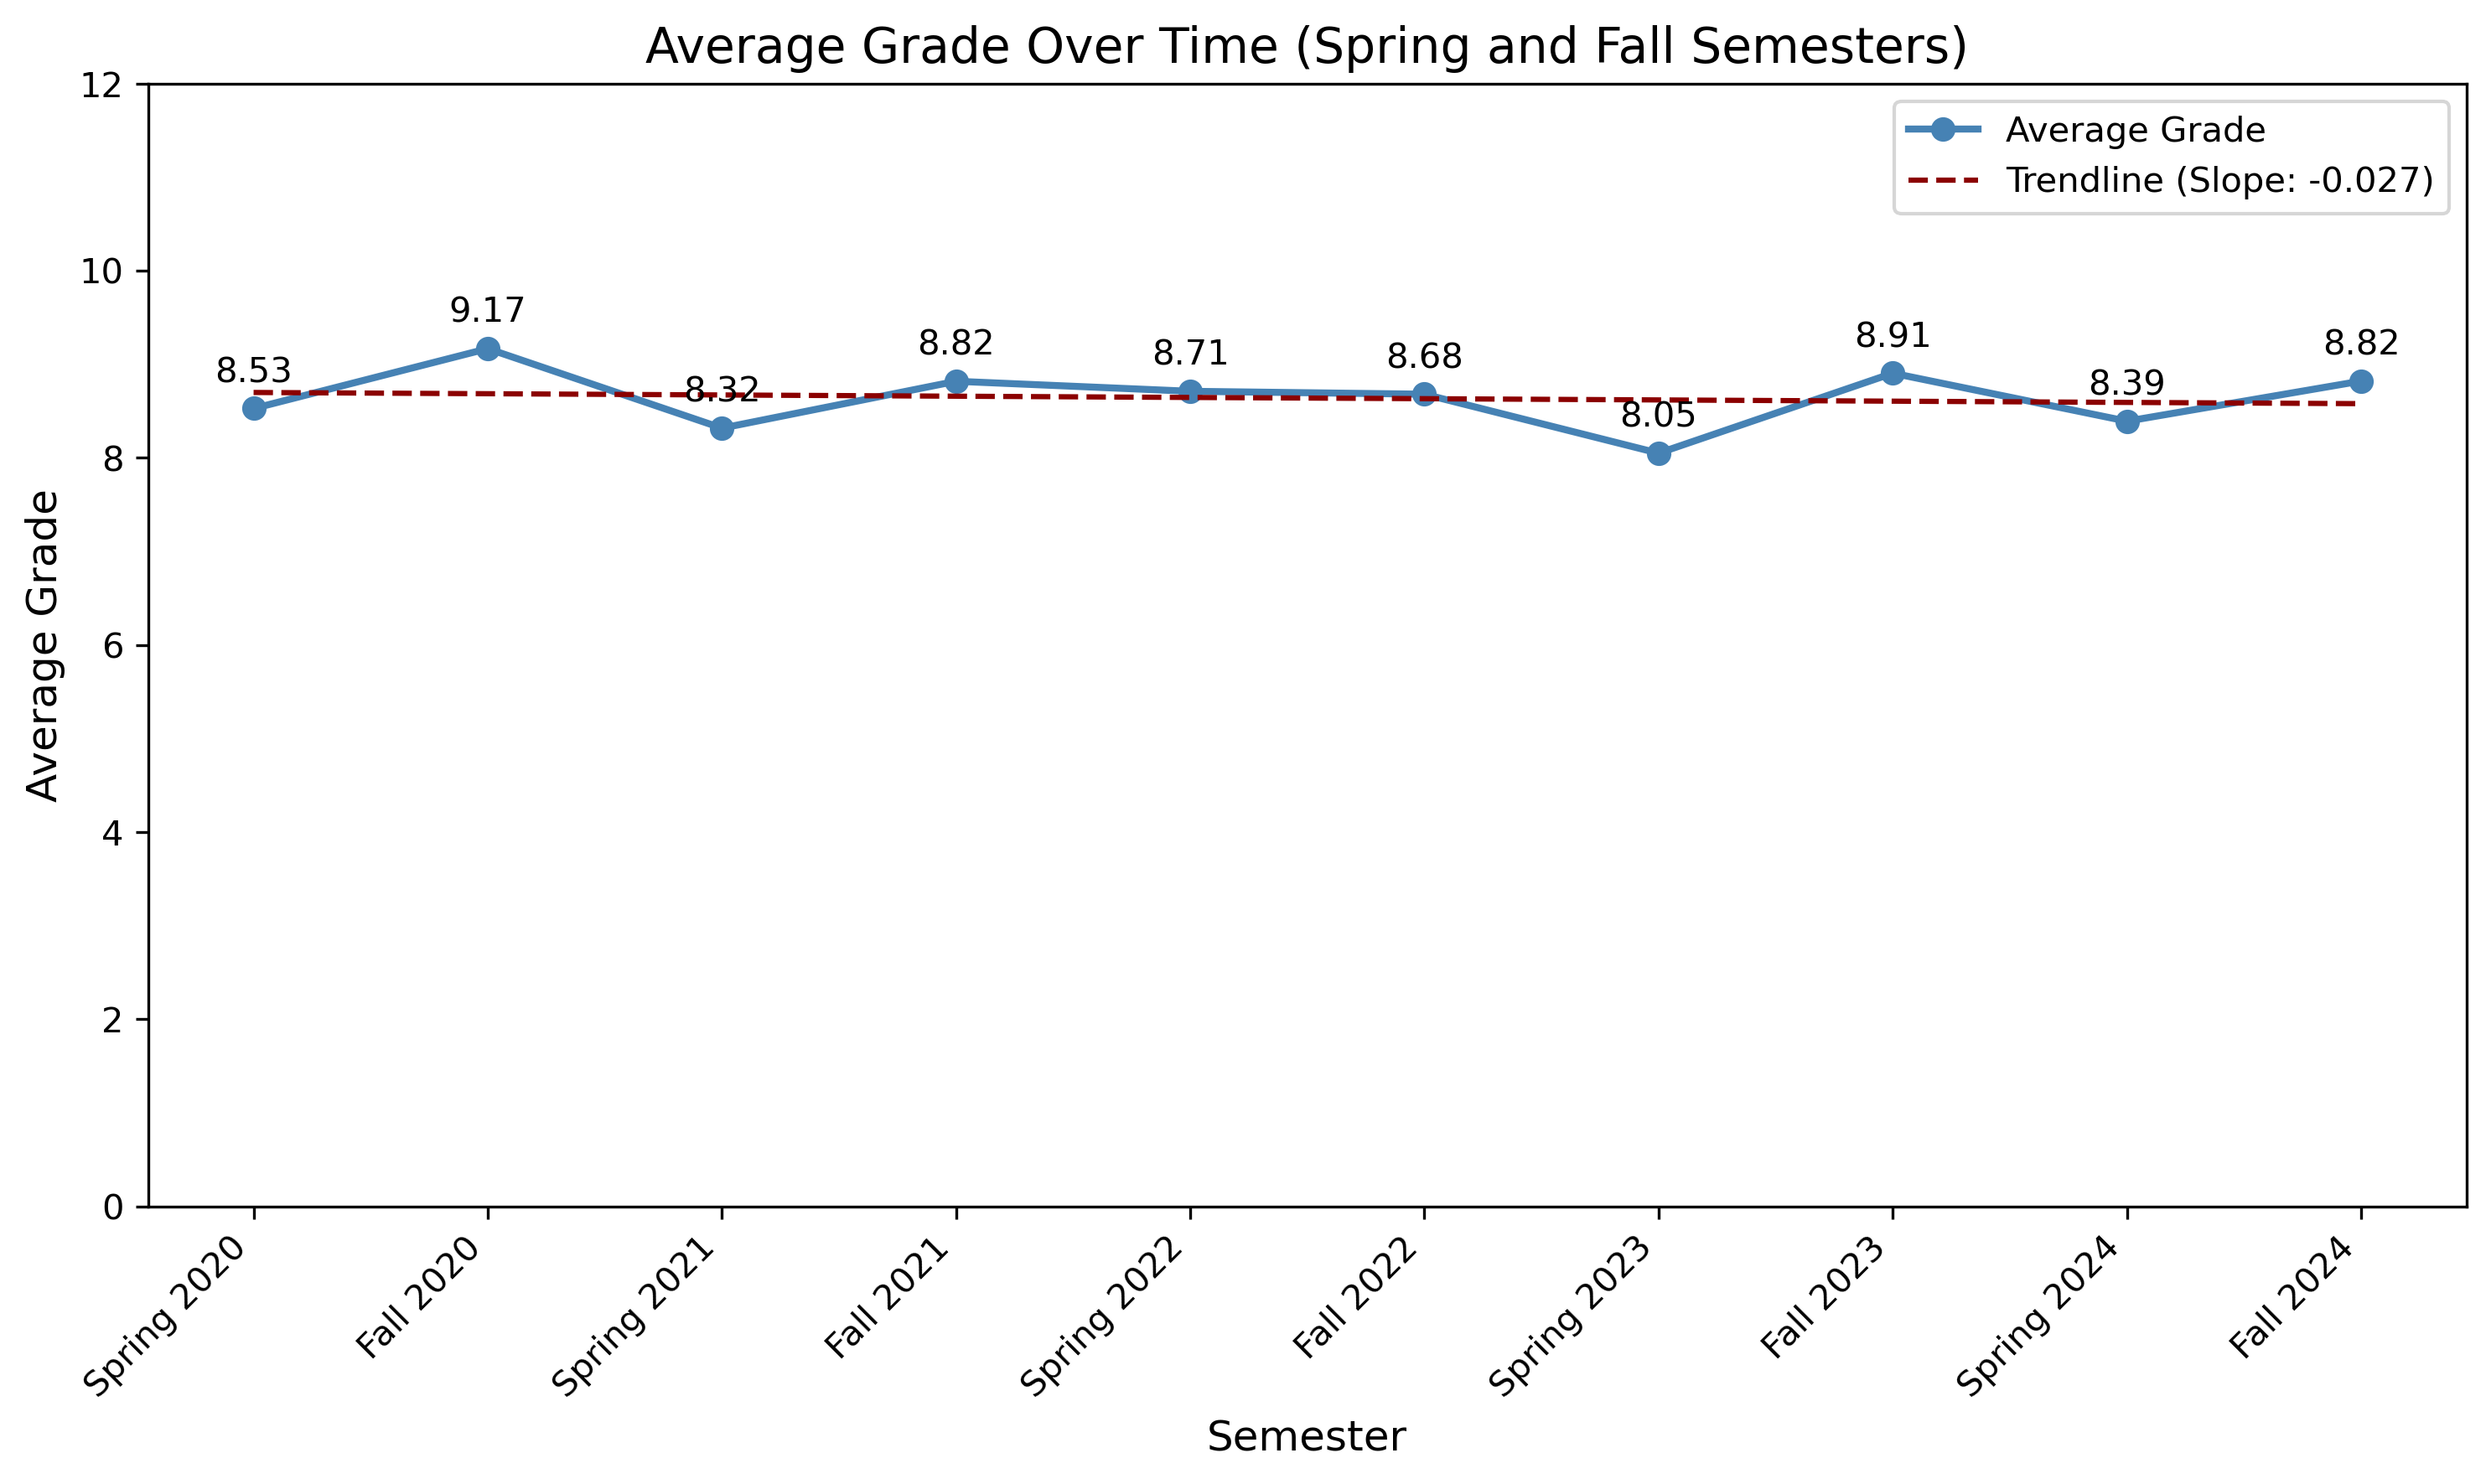 Average Grade Over Time (Spring and Fall Semesters)
Average Grade
Trendline (Slope: -0.027)
12
10
8
6
4
2
0
Average Grade
8.53
9.17
8.32
8.82
8.71
8.68
8.05
8.91
8.39
8.82
Spring 2020
Fall 2020
Spring 2021
Fall 2021
Spring 2022
Fall 2022
Spring 2023
Fall 2023
Spring 2024
Fall 2024
Semester